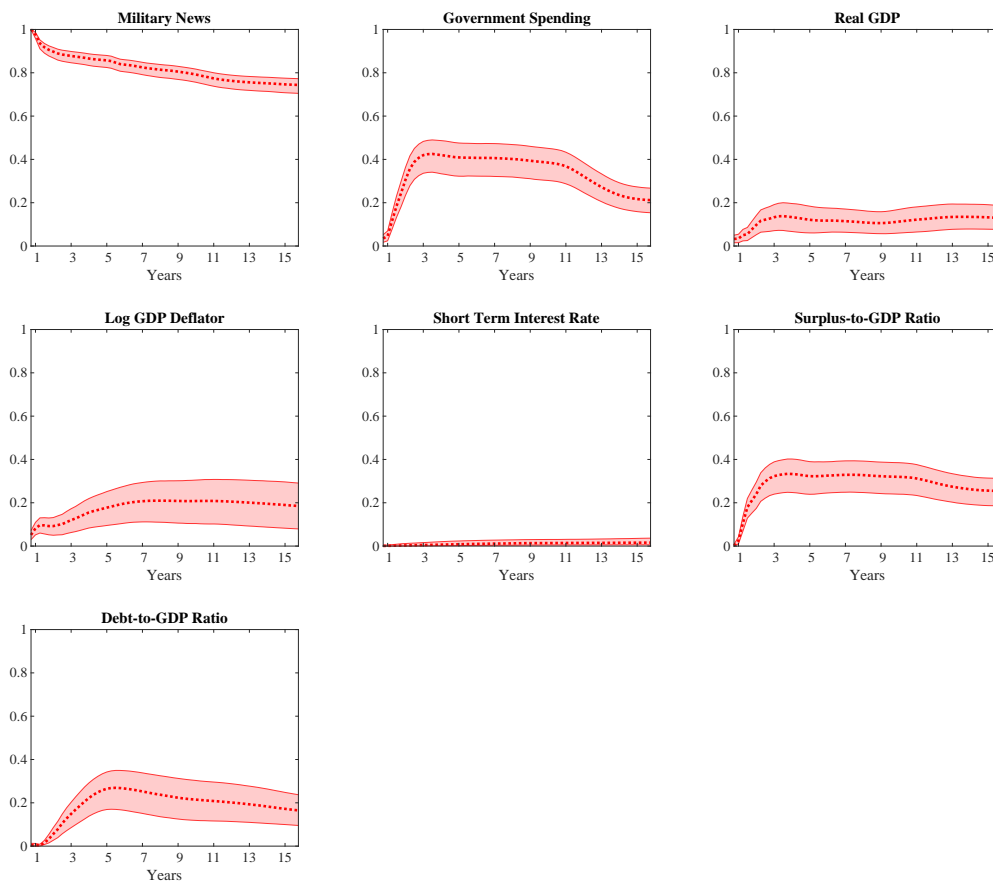 Military News
1
0.8
0.6
0.4
0.2
0
1 3 5 7 9 11 13 15
Years
Government Spending
1
0.8
0.6
0.4
0.2
0
1 3 5 7 9 11 13 15
Years
Real GDP
1
0.8
0.6
0.4
0.2
0
1 3 5 7 9 11 13 15
Years
Log GDP Deflator
1
0.8
0.6
0.4
0.2
0
1 3 5 7 9 11 13 15
Years
Short Term Interest Rate
1
0.8
0.6
0.4
0.2
0
1 3 5 7 9 11 13 15
Years
Surplus-to-GDP Ratio
1
0.8
0.6
0.4
0.2
0
1 3 5 7 9 11 13 15
Years
Debt-to-GDP Ratio
1
0.8
0.6
0.4
0.2
0
1 3 5 7 9 11 13 15
Years